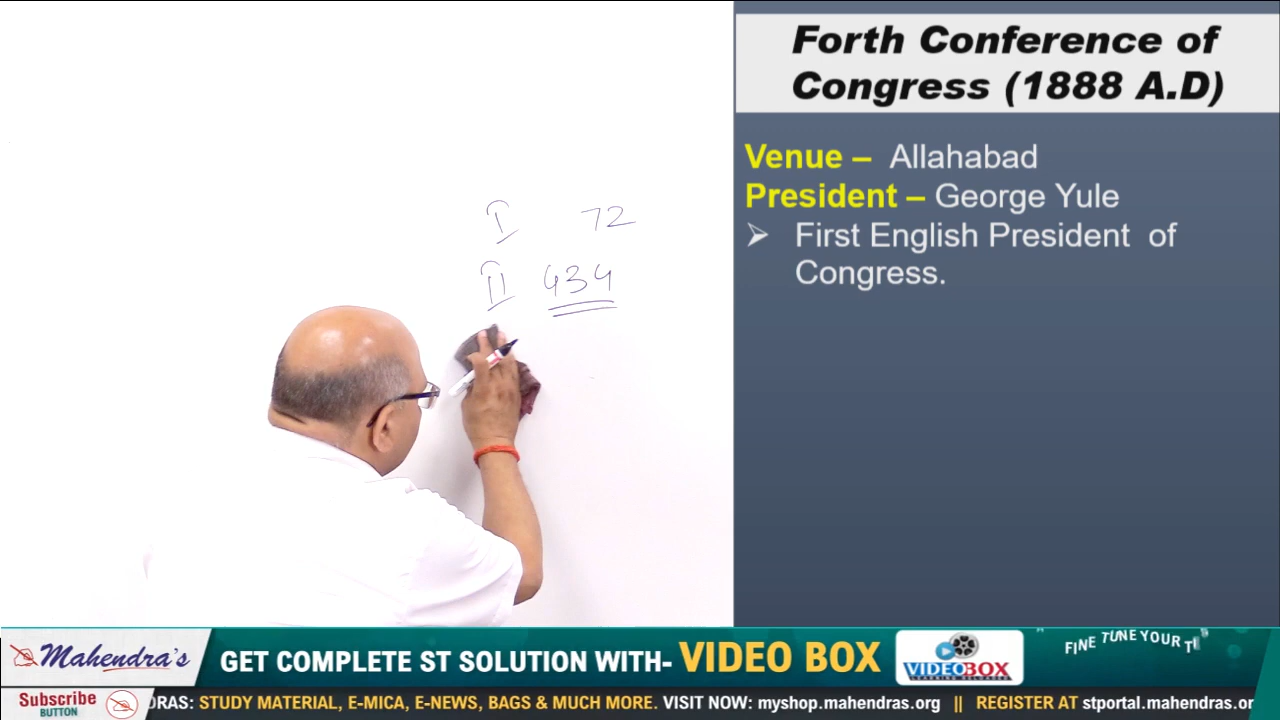 Forth Conference of
Congress (1888 A.D)
Venue – Allahabad
President – George Yule
First English President of
Congress.
I 72
II 434
Mahendra's
GET COMPLETE ST SOLUTION WITH- VIDEO BOX
VIDEOBOX
LEARNING RELOADED
FINE TUNE YOUR
Subscribe
BUTTON
DRAS: STUDY MATERIAL, E-MICA, E-NEWS, BAGS & MUCH MORE. VISIT NOW: myshop.mahendras.org || REGISTER AT stportal.mahendras.or